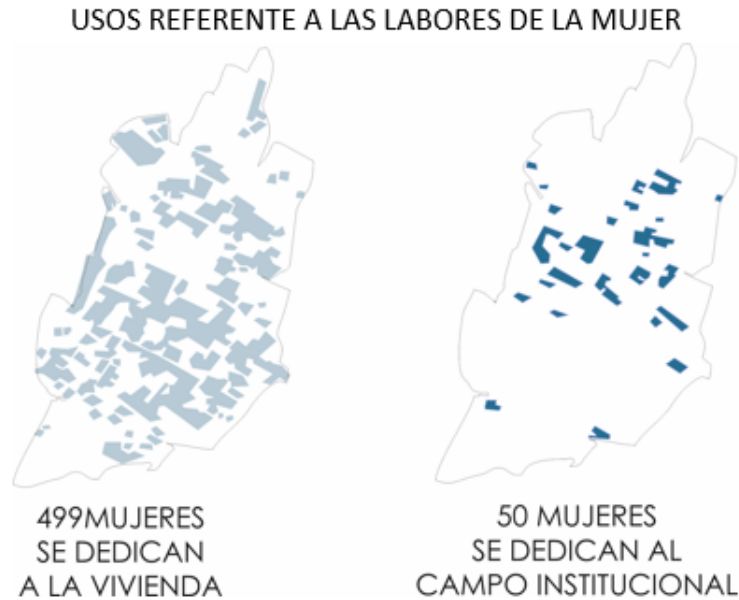 USOS REFERENTE A LAS LABORES DE LA MUJER
499MUJERES
SE DEDICAN
A LA VIVIENDA
50 MUJERES
SE DEDICAN AL
CAMPO INSTITUCIONAL